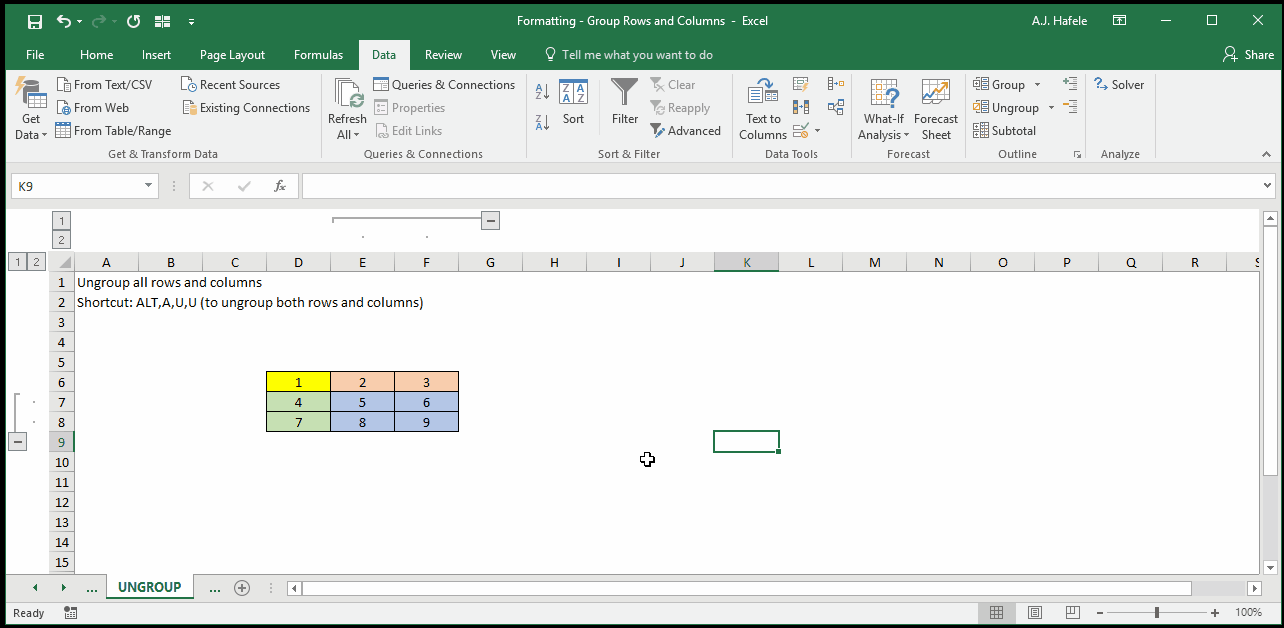 Formatting - Group Rows and Columns - Excel
A.J. Hafele
File Home Insert Page Layout Formulas Data Review View Tell me what you want to do Share
Get Data
From Text/CSV
From Web
From Table/Range
Recent Sources
Existing Connections
Get & Transform Data
Refresh All
Queries & Connections
Properties
Edit Links
Queries & Connections
Sort
Filter
Clear
Reapply
Advanced
Sort & Filter
Text to Columns
Data Tools
What-If Analysis
Forecast Sheet
Forecast
Group
Ungroup
Subtotal
Outline
Solver
Analyze
K9
fx
1
2
1 2
A B C D E F G H I J K L M N O P Q R S
1 Ungroup all rows and columns
2 Shortcut: ALT,A,U,U (to ungroup both rows and columns)
3
4
5
6 1 2 3
7 4 5 6
8 7 8 9
9
10
11
12
13
14
15
... UNGROUP ...
Ready
100%